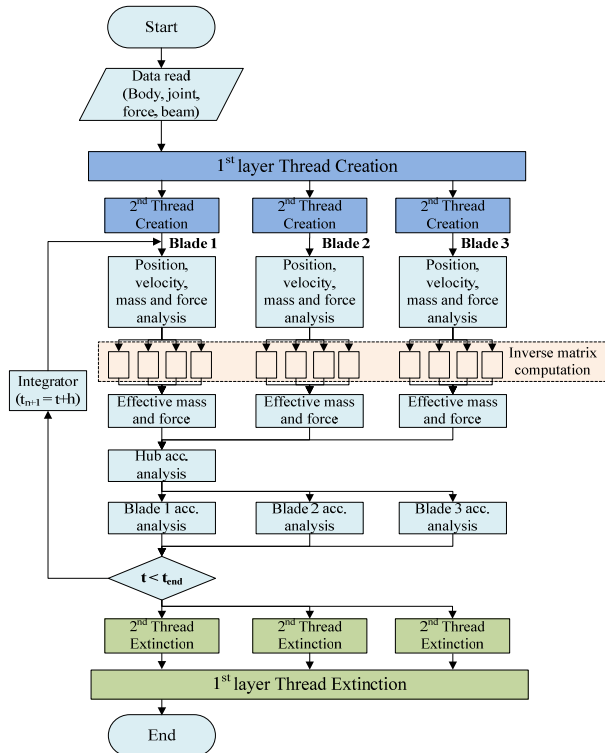 Start
Data read
(Body, joint,
force, beam)
1st layer Thread Creation
2nd Thread
Creation
2nd Thread
Creation
2nd Thread
Creation
Blade 1
Blade 2
Blade 3
Position,
velocity,
mass and force
analysis
Position,
velocity,
mass and force
analysis
Position,
velocity,
mass and force
analysis
Inverse matrix
computation
Integrator
(tn+1 = t+h)
Effective mass
and force
Effective mass
and force
Effective mass
and force
Hub acc.
analysis
Blade 1 acc.
analysis
Blade 2 acc.
analysis
Blade 3 acc.
analysis
t < tend
2nd Thread
Extinction
2nd Thread
Extinction
2nd Thread
Extinction
1st layer Thread Extinction
End